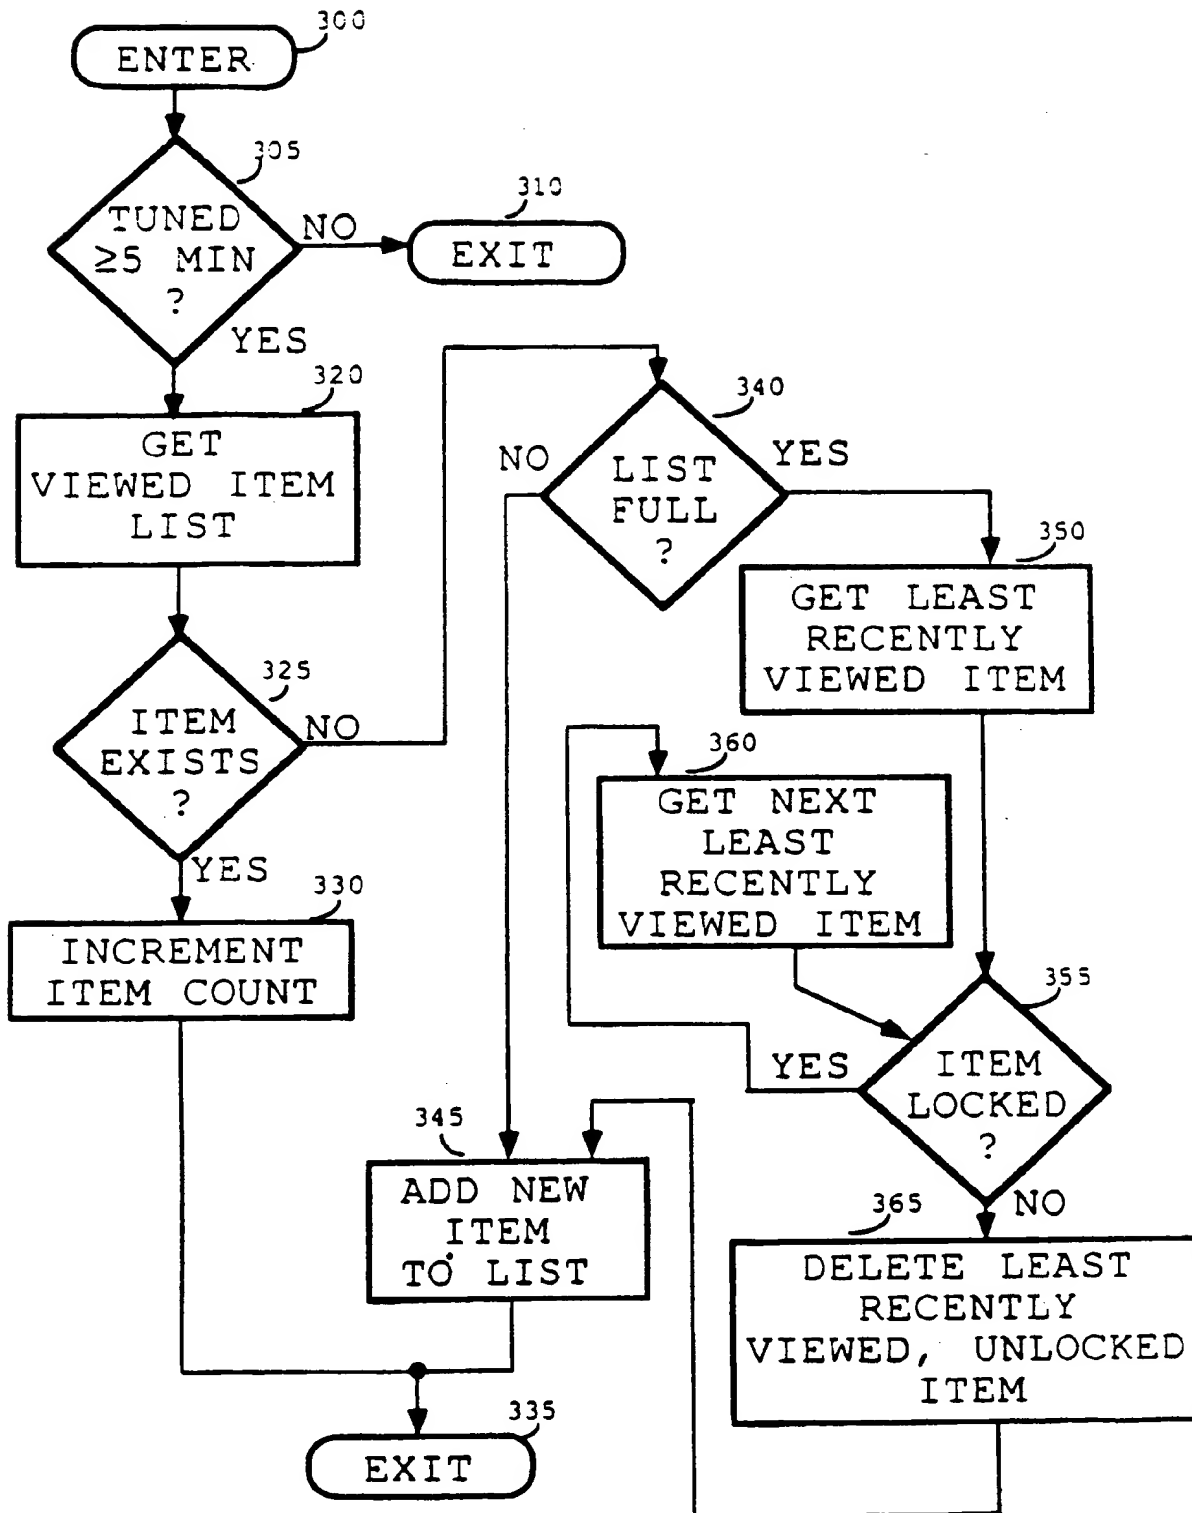 300
ENTER
305
TUNED
≥5 MIN
?
NO
310
EXIT
YES
320
GET
VIEWED ITEM
LIST
325
ITEM
EXISTS
?
NO
YES
330
INCREMENT
ITEM COUNT
340
LIST
FULL
?
NO
YES
350
GET LEAST
RECENTLY
VIEWED ITEM
360
GET NEXT
LEAST
RECENTLY
VIEWED ITEM
355
ITEM
LOCKED
?
YES
NO
345
ADD NEW
ITEM
TO LIST
365
DELETE LEAST
RECENTLY
VIEWED, UNLOCKED
ITEM
335
EXIT